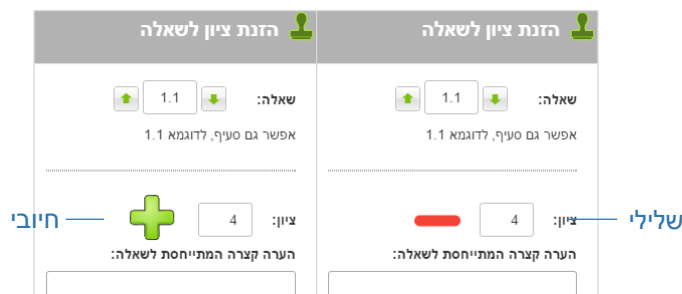 הזנת ציון לשאלה
שאלה: 1.1
אפשר גם סעיף, לדוגמא 1.1
ציון: 4
שלילי
הערה קצרה המתייחסת לשאלה:
הזנת ציון לשאלה
שאלה: 1.1
אפשר גם סעיף, לדוגמא 1.1
ציון: 4
חיובי
הערה קצרה המתייחסת לשאלה: